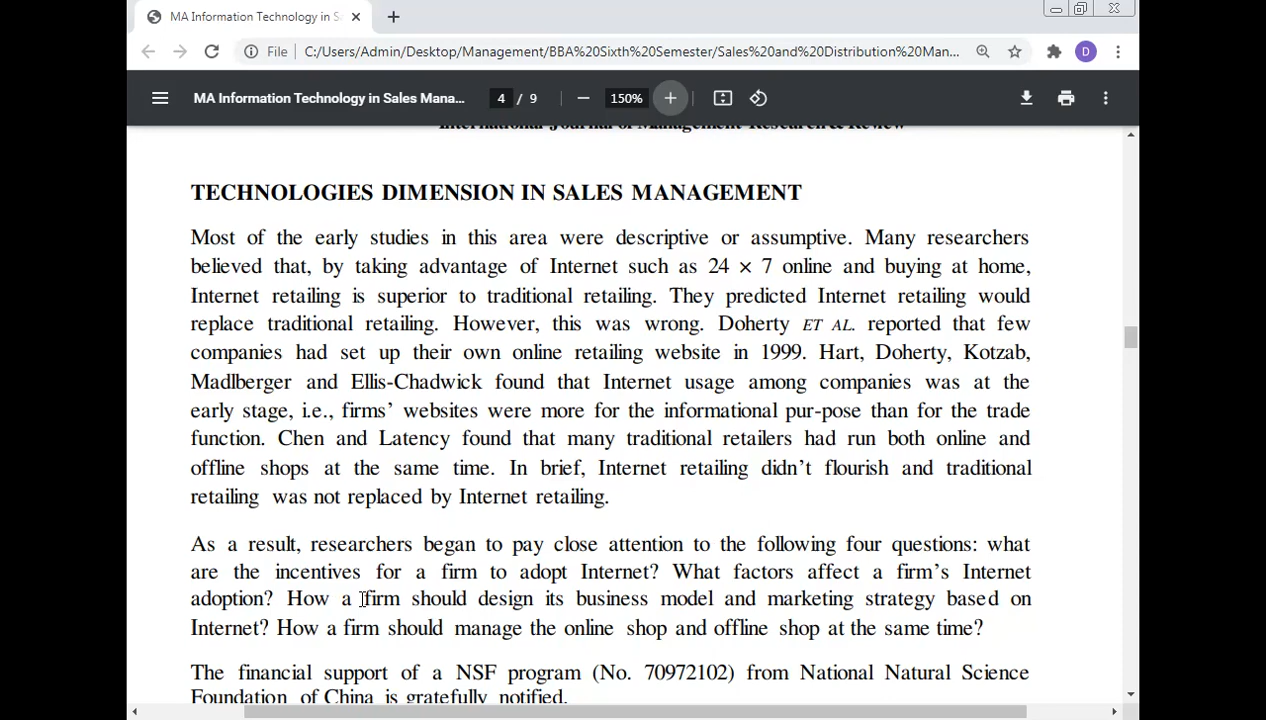 MA Information Technology in S
File
C:/Users/Admin/Desktop/Management/BBA%20Sixth%20Semester/Sales%20and%20Distribution%20Man...
D
MA Information Technology in Sales Mana...
4 / 9
150%
International Journal of Management Research & Review
TECHNOLOGIES DIMENSION IN SALES MANAGEMENT
Most of the early studies in this area were descriptive or assumptive. Many researchers
believed that, by taking advantage of Internet such as 24 × 7 online and buying at home,
Internet retailing is superior to traditional retailing. They predicted Internet retailing would
replace traditional retailing. However, this was wrong. Doherty ET AL. reported that few
companies had set up their own online retailing website in 1999. Hart, Doherty, Kotzab,
Madlberger and Ellis-Chadwick found that Internet usage among companies was at the
early stage, i.e., firms' websites were more for the informational pur-pose than for the trade
function. Chen and Latency found that many traditional retailers had run both online and
offline shops at the same time. In brief, Internet retailing didn't flourish and traditional
retailing was not replaced by Internet retailing.
As a result, researchers began to pay close attention to the following four questions: what
are the incentives for a firm to adopt Internet? What factors affect a firm's Internet
adoption? How a firm should design its business model and marketing strategy based on
Internet? How a firm should manage the online shop and offline shop at the same time?
The financial support of a NSF program (No. 70972102) from National Natural Science
Foundation of China is gratefully notified.